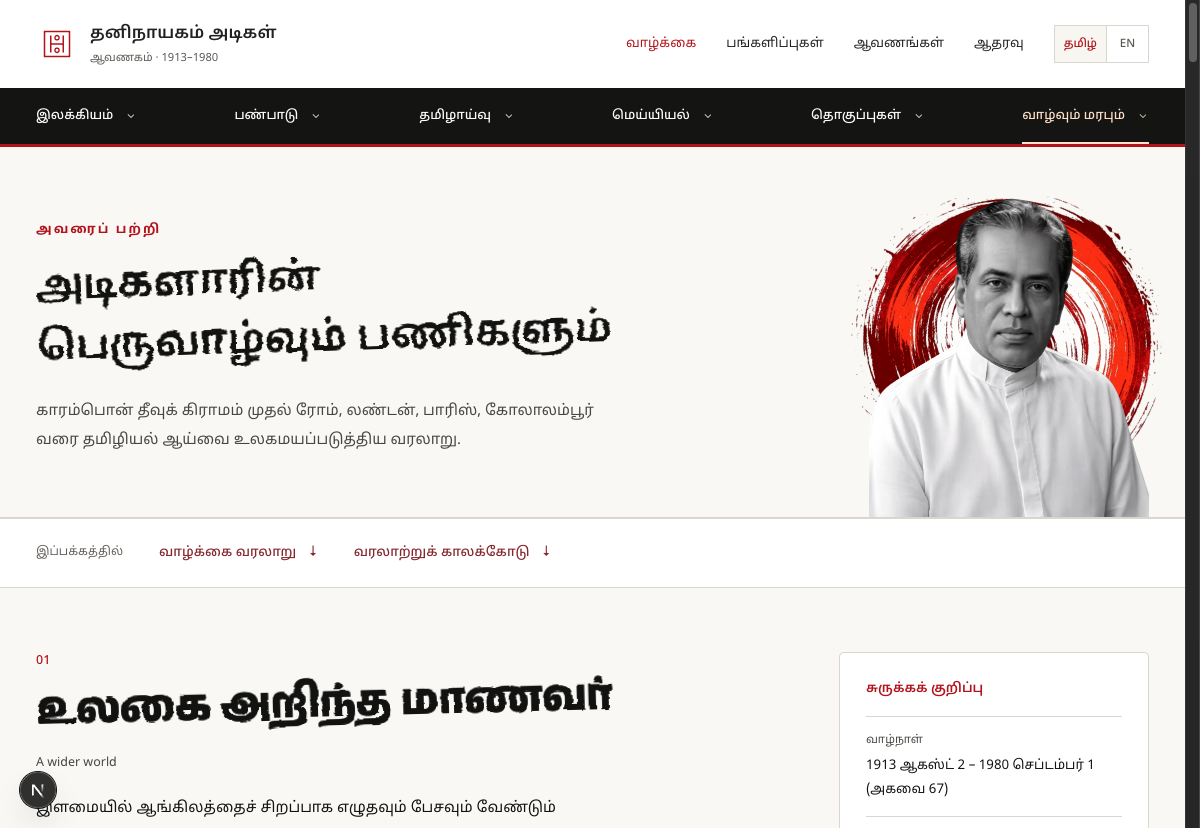 தனிநாயகம் அடிகள்
ஆவணகம் · 1913–1980
வாழ்க்கை பங்களிப்புகள் ஆவணங்கள் ஆதரவு தமிழ் EN
இலக்கியம் பண்பாடு தமிழாய்வு மெய்யியல் தொகுப்புகள் வாழ்வும் மரபும்
அவரைப் பற்றி
அடிகளாரின்
பெருவாழ்வும் பணிகளும்
காரம்பொன் தீவுக் கிராமம் முதல் ரோம், லண்டன், பாரிஸ், கோலாலம்பூர்
வரை தமிழியல் ஆய்வை உலகமயப்படுத்திய வரலாறு.
இப்பக்கத்தில் வாழ்க்கை வரலாறு ↓ வரலாற்றுக் காலக்கோடு ↓
01
உலகை அறிந்த மாணவர்
A wider world
இளமையில் ஆங்கிலத்தைச் சிறப்பாக எழுதவும் பேசவும் வேண்டும்
சுருக்கக் குறிப்பு
வாழ்நாள்
1913 ஆகஸ்ட் 2 – 1980 செப்டம்பர் 1
(அகவை 67)
N